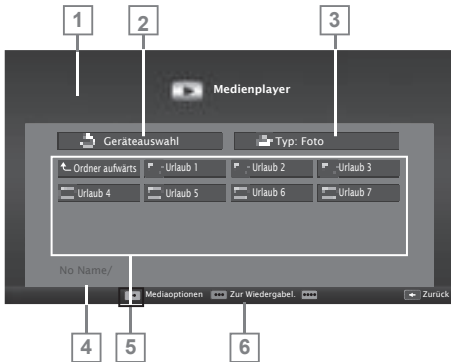 1 2 3
Medienplayer
Geräteauswahl Typ: Foto
Ordner aufwärts Urlaub 1 Urlaub 2 Urlaub 3
Urlaub 4 Urlaub 5 Urlaub 6 Urlaub 7
No Name/
Mediaoptionen Zur Wiedergabel. Zurück
4 5 6